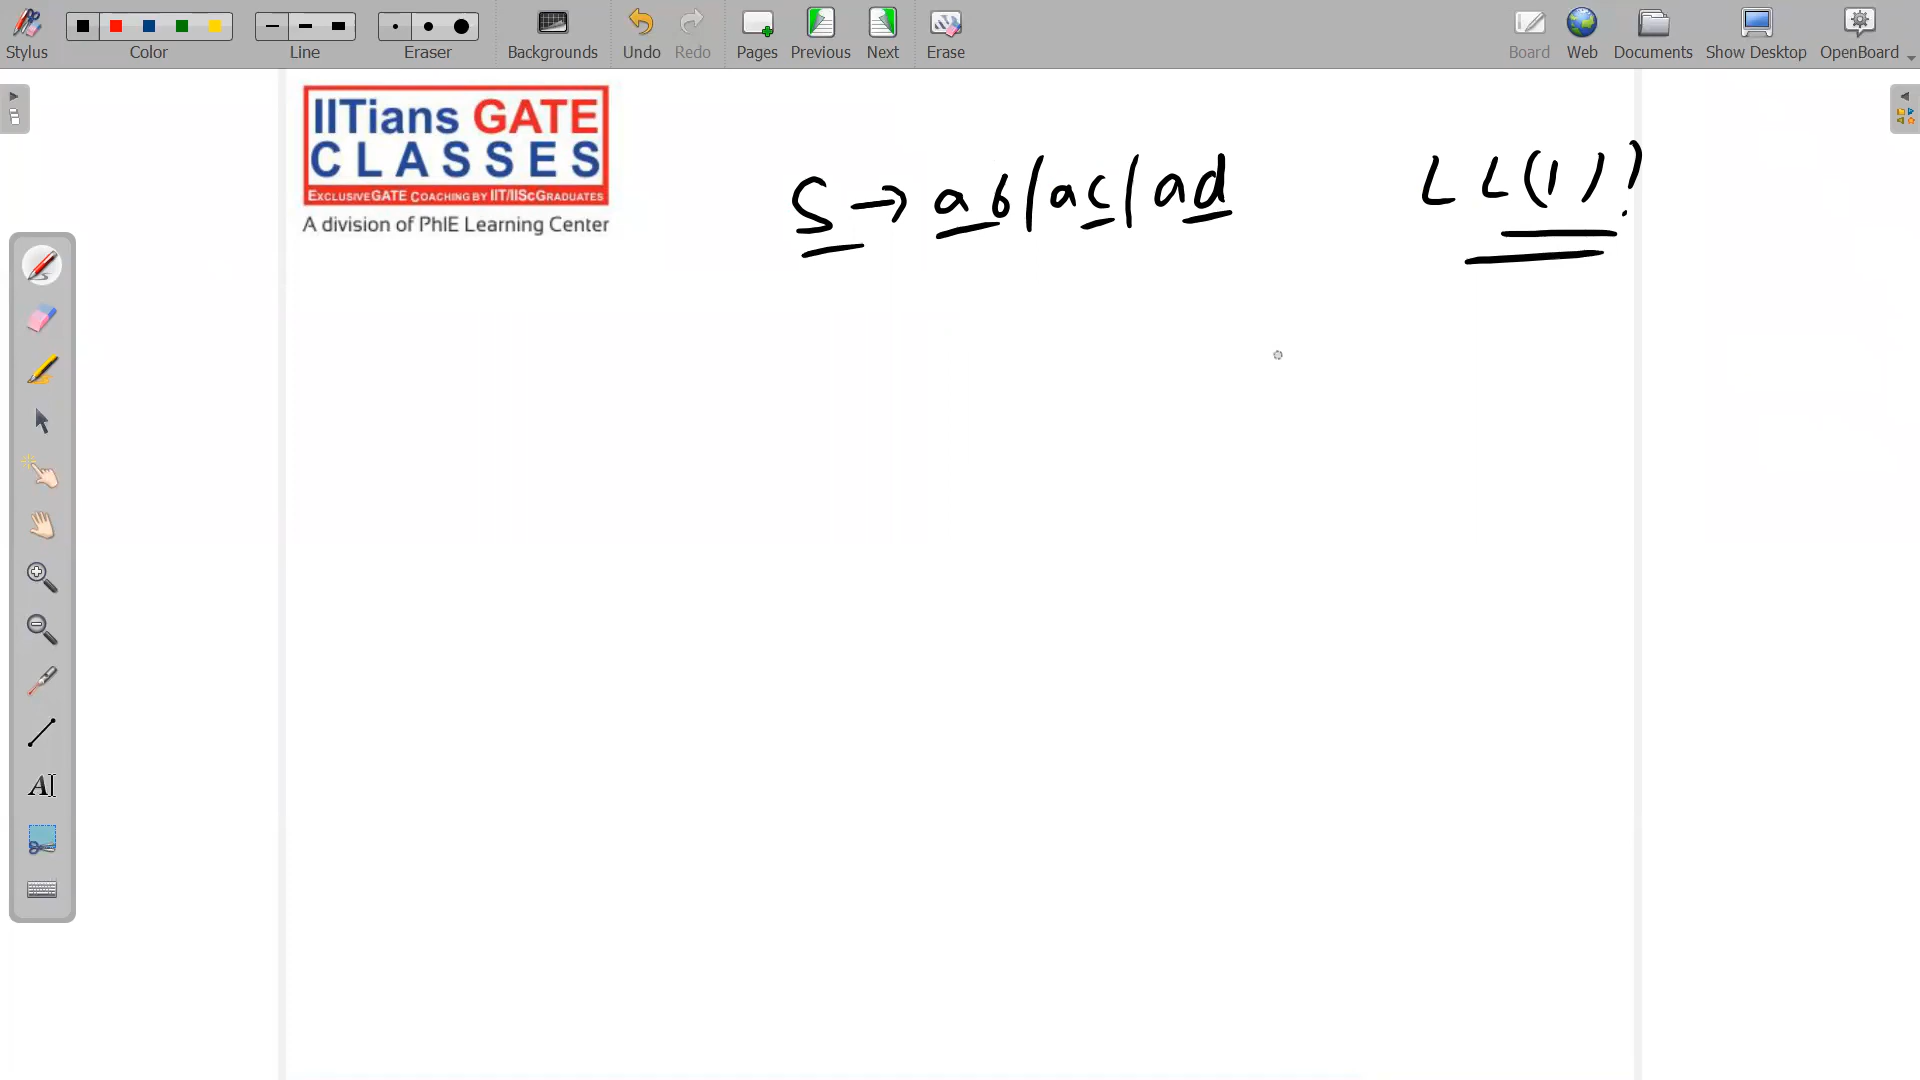 Stylus Color Line Eraser Backgrounds Undo Redo Pages Previous Next Erase Board Web Documents Show Desktop OpenBoard
IITians GATE
CLASSES
EXCLUSIVE GATE COACHING BY IIT/IISc GRADUATES
A division of PhIE Learning Center
S → ab/ac/ad LL(1)?